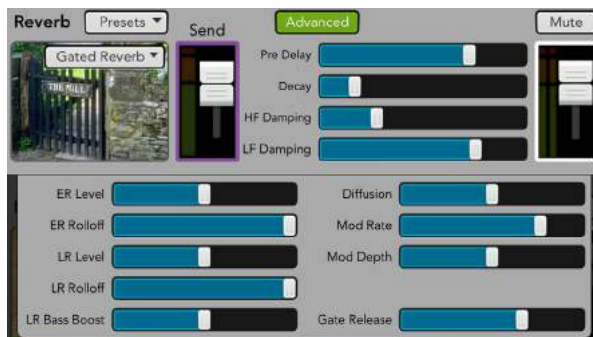 Reverb Presets Send Advanced Mute
Gated Reverb
THE MILL
Pre Delay
Decay
HF Damping
LF Damping
ER Level
ER Rolloff
LR Level
LR Rolloff
LR Bass Boost
Diffusion
Mod Rate
Mod Depth
Gate Release